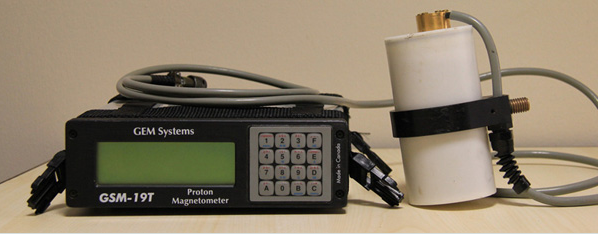 GEM Systems
1 2 3 F
4 5 6 E
7 8 9 D
A 0 B C
Made in Canada
GSM-19T
Proton
Magnetometer